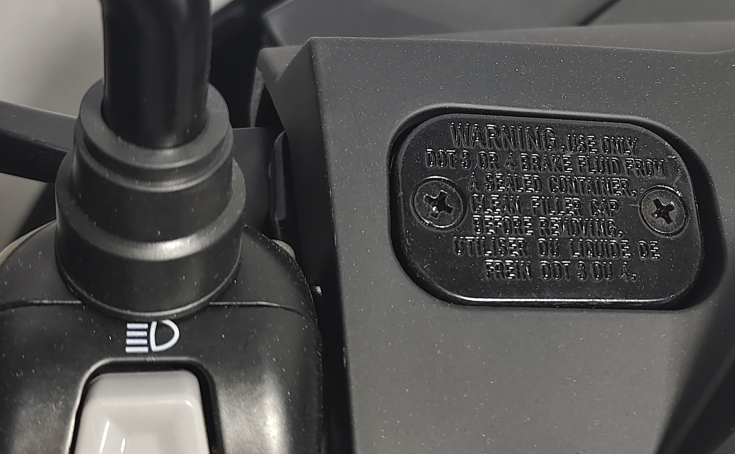 WARNING, USE ONLY
DOT-3 OR 4 BRAKE FLUID FROM
A SEALED CONTAINER.
CLEAN FILLER CAP
BEFORE REMOVING.
UTILISER DU LIQUIDE DE
FREIN DOT 3 OU 4.